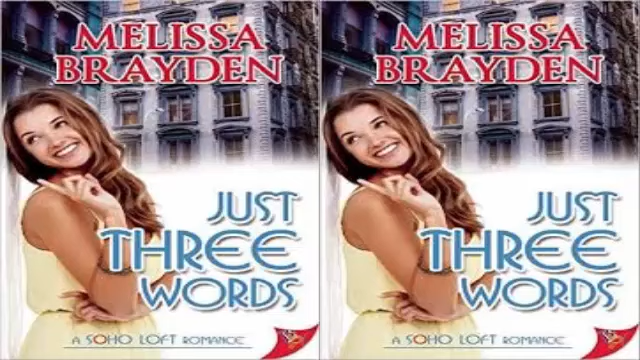 MELISSA
BRAYDEN
JUST
THREE
WORDS
A SOHO LOFT ROMANCE
MELISSA
BRAYDEN
JUST
THREE
WORDS
A SOHO LOFT ROMANCE